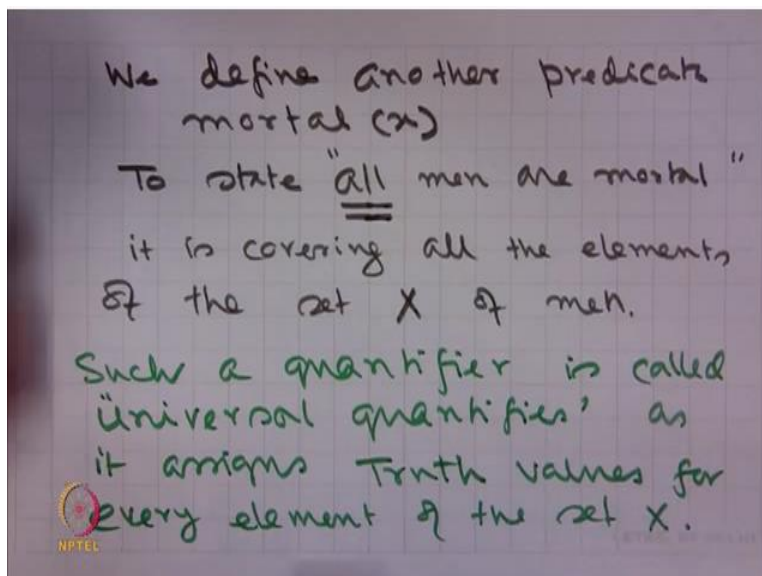 We define another predicate
mortal (x)
To state "all men are mortal"
it is covering all the elements
of the set X of men.
Such a quantifier is called
"universal quantifier" as
it assigns Truth values for
every element of the set X.
NPTEL